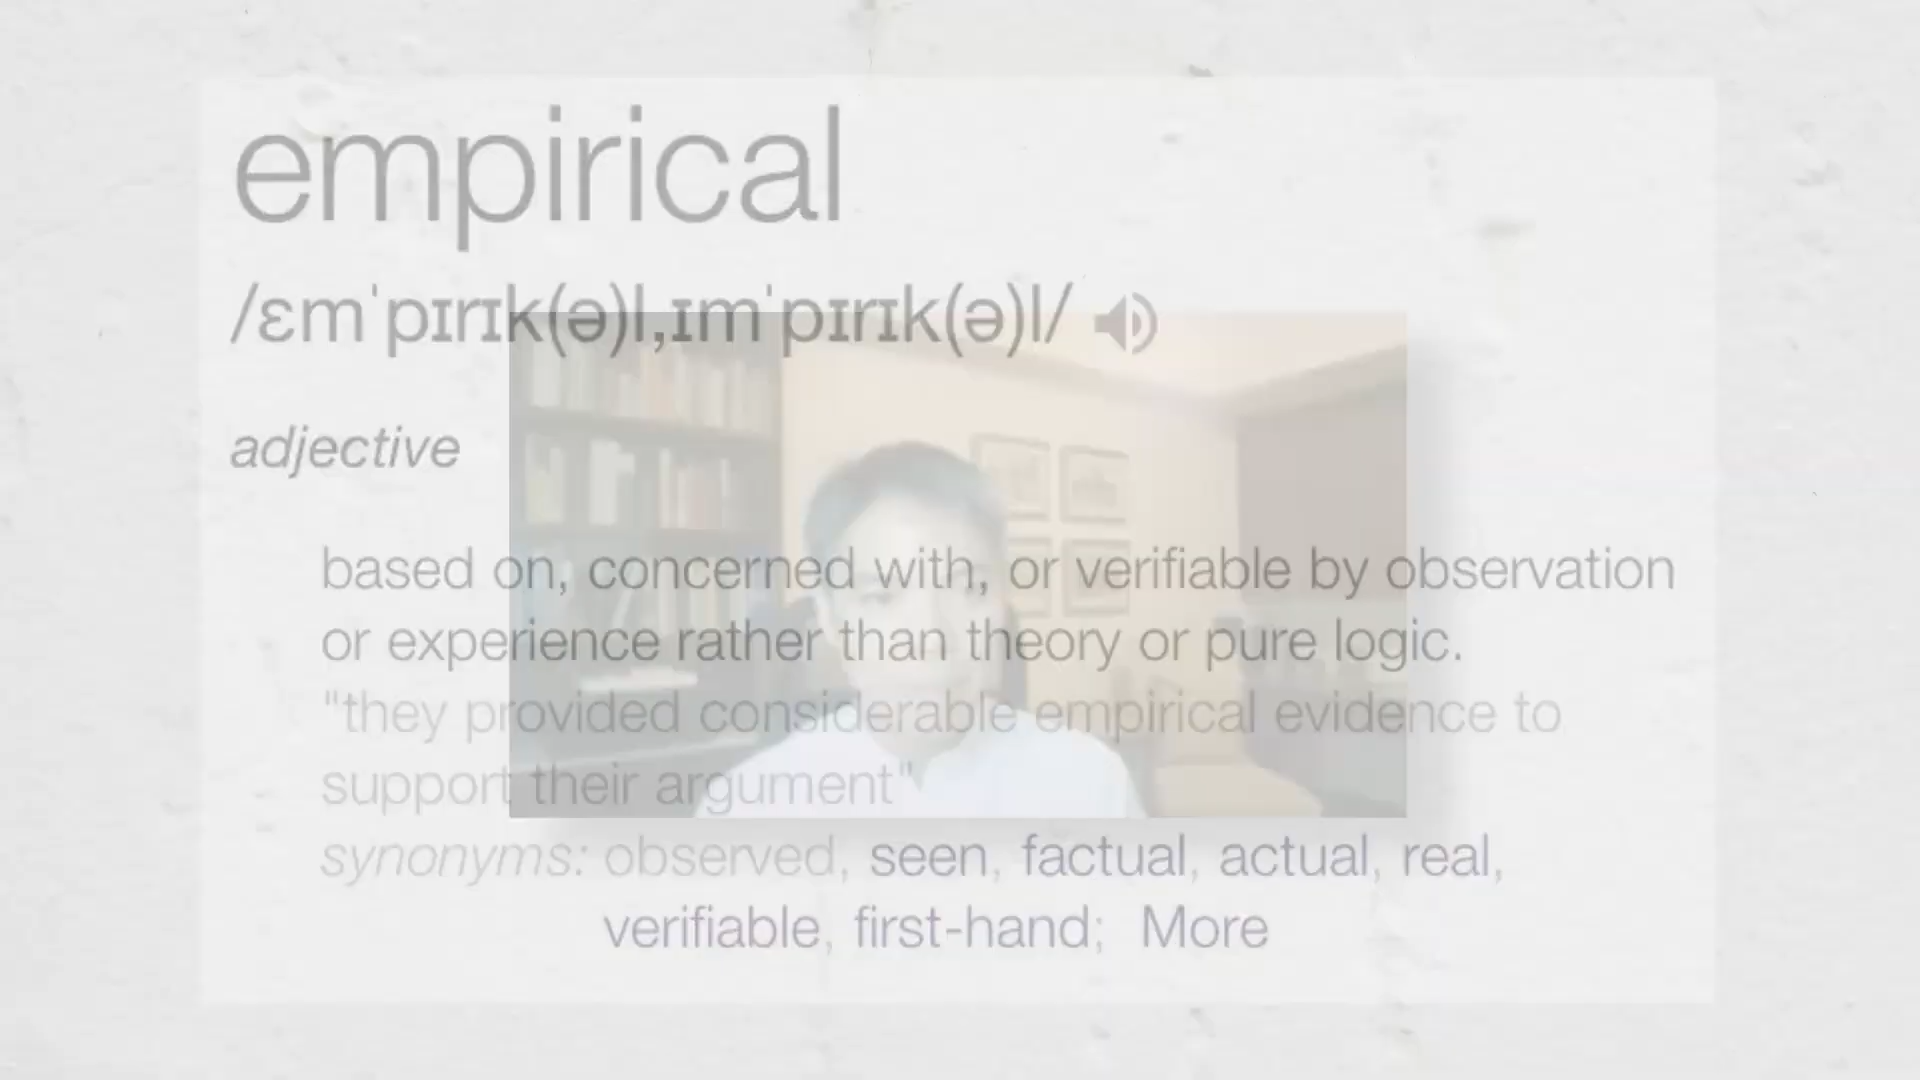 empirical
/ɛmˈpɪrɪk(ə)l,ɪmˈpɪrɪk(ə)l/
adjective
based on, concerned with, or verifiable by observation
or experience rather than theory or pure logic.
"they provided considerable empirical evidence to
support their argument"
synonyms: observed, seen, factual, actual, real,
verifiable, first-hand; More